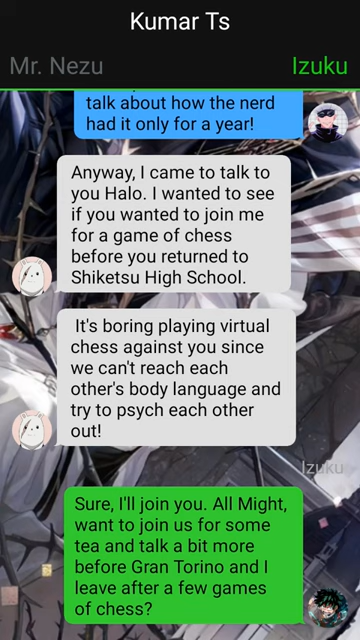 Kumar Ts
Mr. Nezu
Izuku
talk about how the nerd
had it only for a year!
Anyway, I came to talk to
you Halo. I wanted to see
if you wanted to join me
for a game of chess
before you returned to
Shiketsu High School.
It's boring playing virtual
chess against you since
we can't reach each
other's body language and
try to psych each other
out!
Izuku
Sure, I'll join you. All Might,
want to join us for some
tea and talk a bit more
before Gran Torino and I
leave after a few games
of chess?